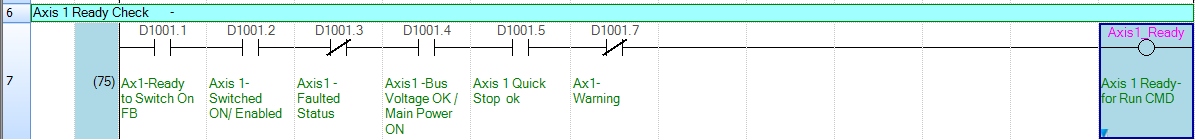 6 Axis 1 Ready Check -
D1001.1 D1001.2 D1001.3 D1001.4 D1001.5 D1001.7 Axis1_Ready
7 (75) Ax1-Ready Axis 1- Axis1 - Axis1 -Bus Axis 1 Quick Ax1- Axis 1 Ready-
to Switch On Switched Faulted Voltage OK / Stop ok Warning for Run CMD
FB ON/ Enabled Status Main Power
ON